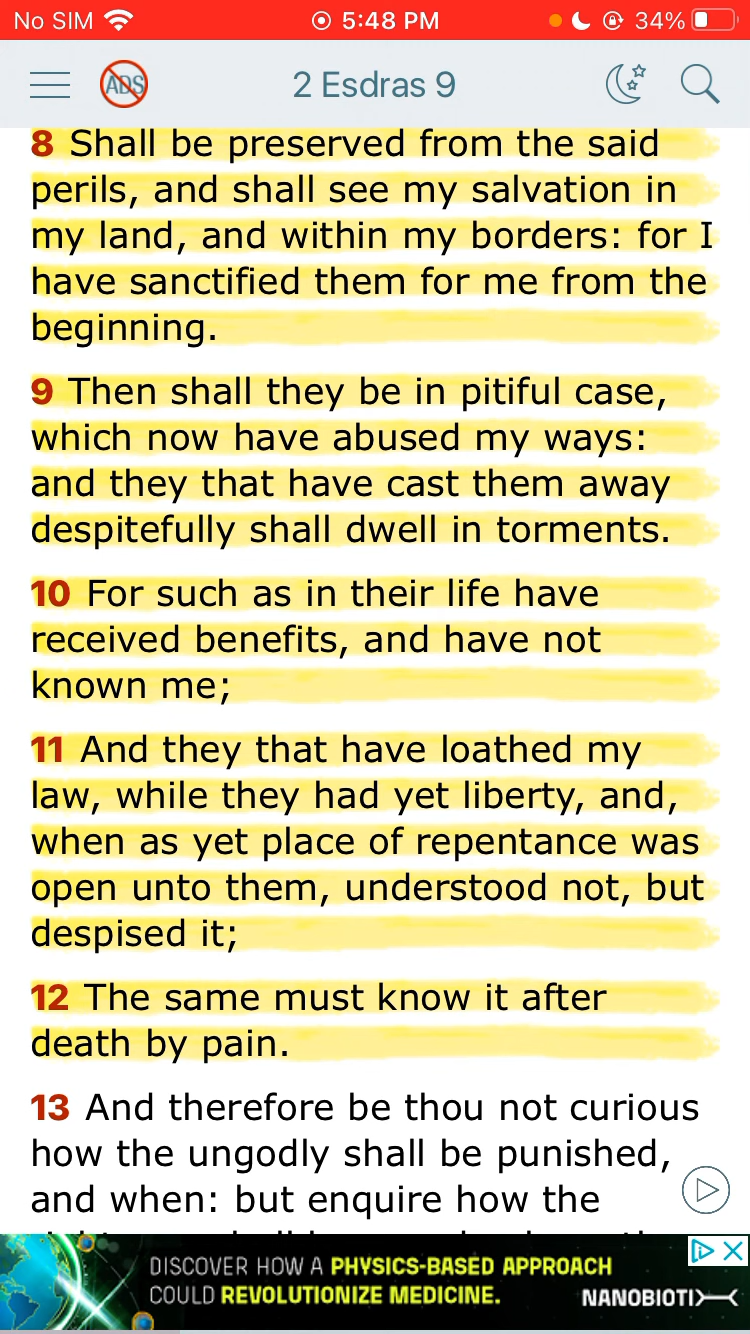 No SIM 5:48 PM 34%
ADS 2 Esdras 9
8 Shall be preserved from the said
perils, and shall see my salvation in
my land, and within my borders: for I
have sanctified them for me from the
beginning.
9 Then shall they be in pitiful case,
which now have abused my ways:
and they that have cast them away
despitefully shall dwell in torments.
10 For such as in their life have
received benefits, and have not
known me;
11 And they that have loathed my
law, while they had yet liberty, and,
when as yet place of repentance was
open unto them, understood not, but
despised it;
12 The same must know it after
death by pain.
13 And therefore be thou not curious
how the ungodly shall be punished,
and when: but enquire how the
DISCOVER HOW A PHYSICS-BASED APPROACH
COULD REVOLUTIONIZE MEDICINE. NANOBIOTIX